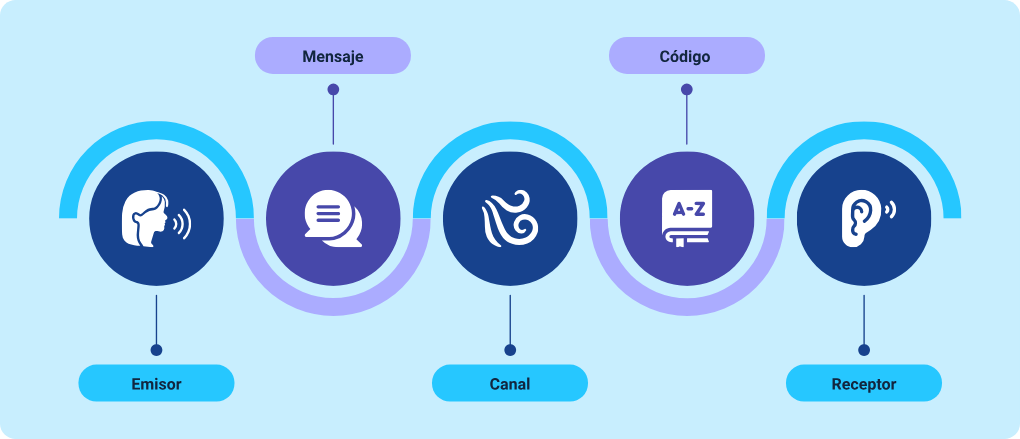 Mensaje
Código
A-Z
Emisor
Canal
Receptor